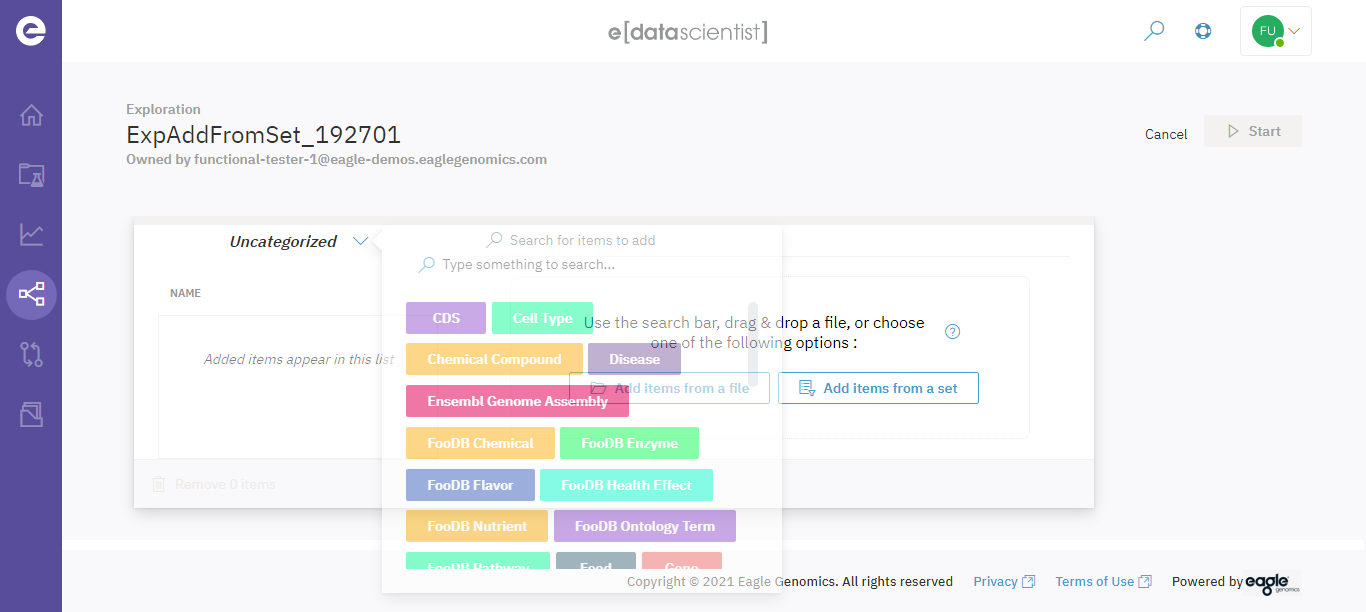 e[datascientist]
FU
Exploration
ExpAddFromSet_192701
Owned by functional-tester-1@eagle-demos.eaglegenomics.com
Cancel
Start
Uncategorized
Search for items to add
Type something to search...
NAME
CDS
Cell Type
Use the search bar, drag & drop a file, or choose
one of the following options :
?
Added items appear in this list
Chemical Compound
Disease
Add items from a file
Add items from a set
Ensembl Genome Assembly
FooDB Chemical
FooDB Enzyme
FooDB Flavor
FooDB Health Effect
Remove 0 items
FooDB Nutrient
FooDB Ontology Term
FooDB Pathway
Food
Gene
Copyright © 2021 Eagle Genomics. All rights reserved
Privacy
Terms of Use
Powered by eagle genomics